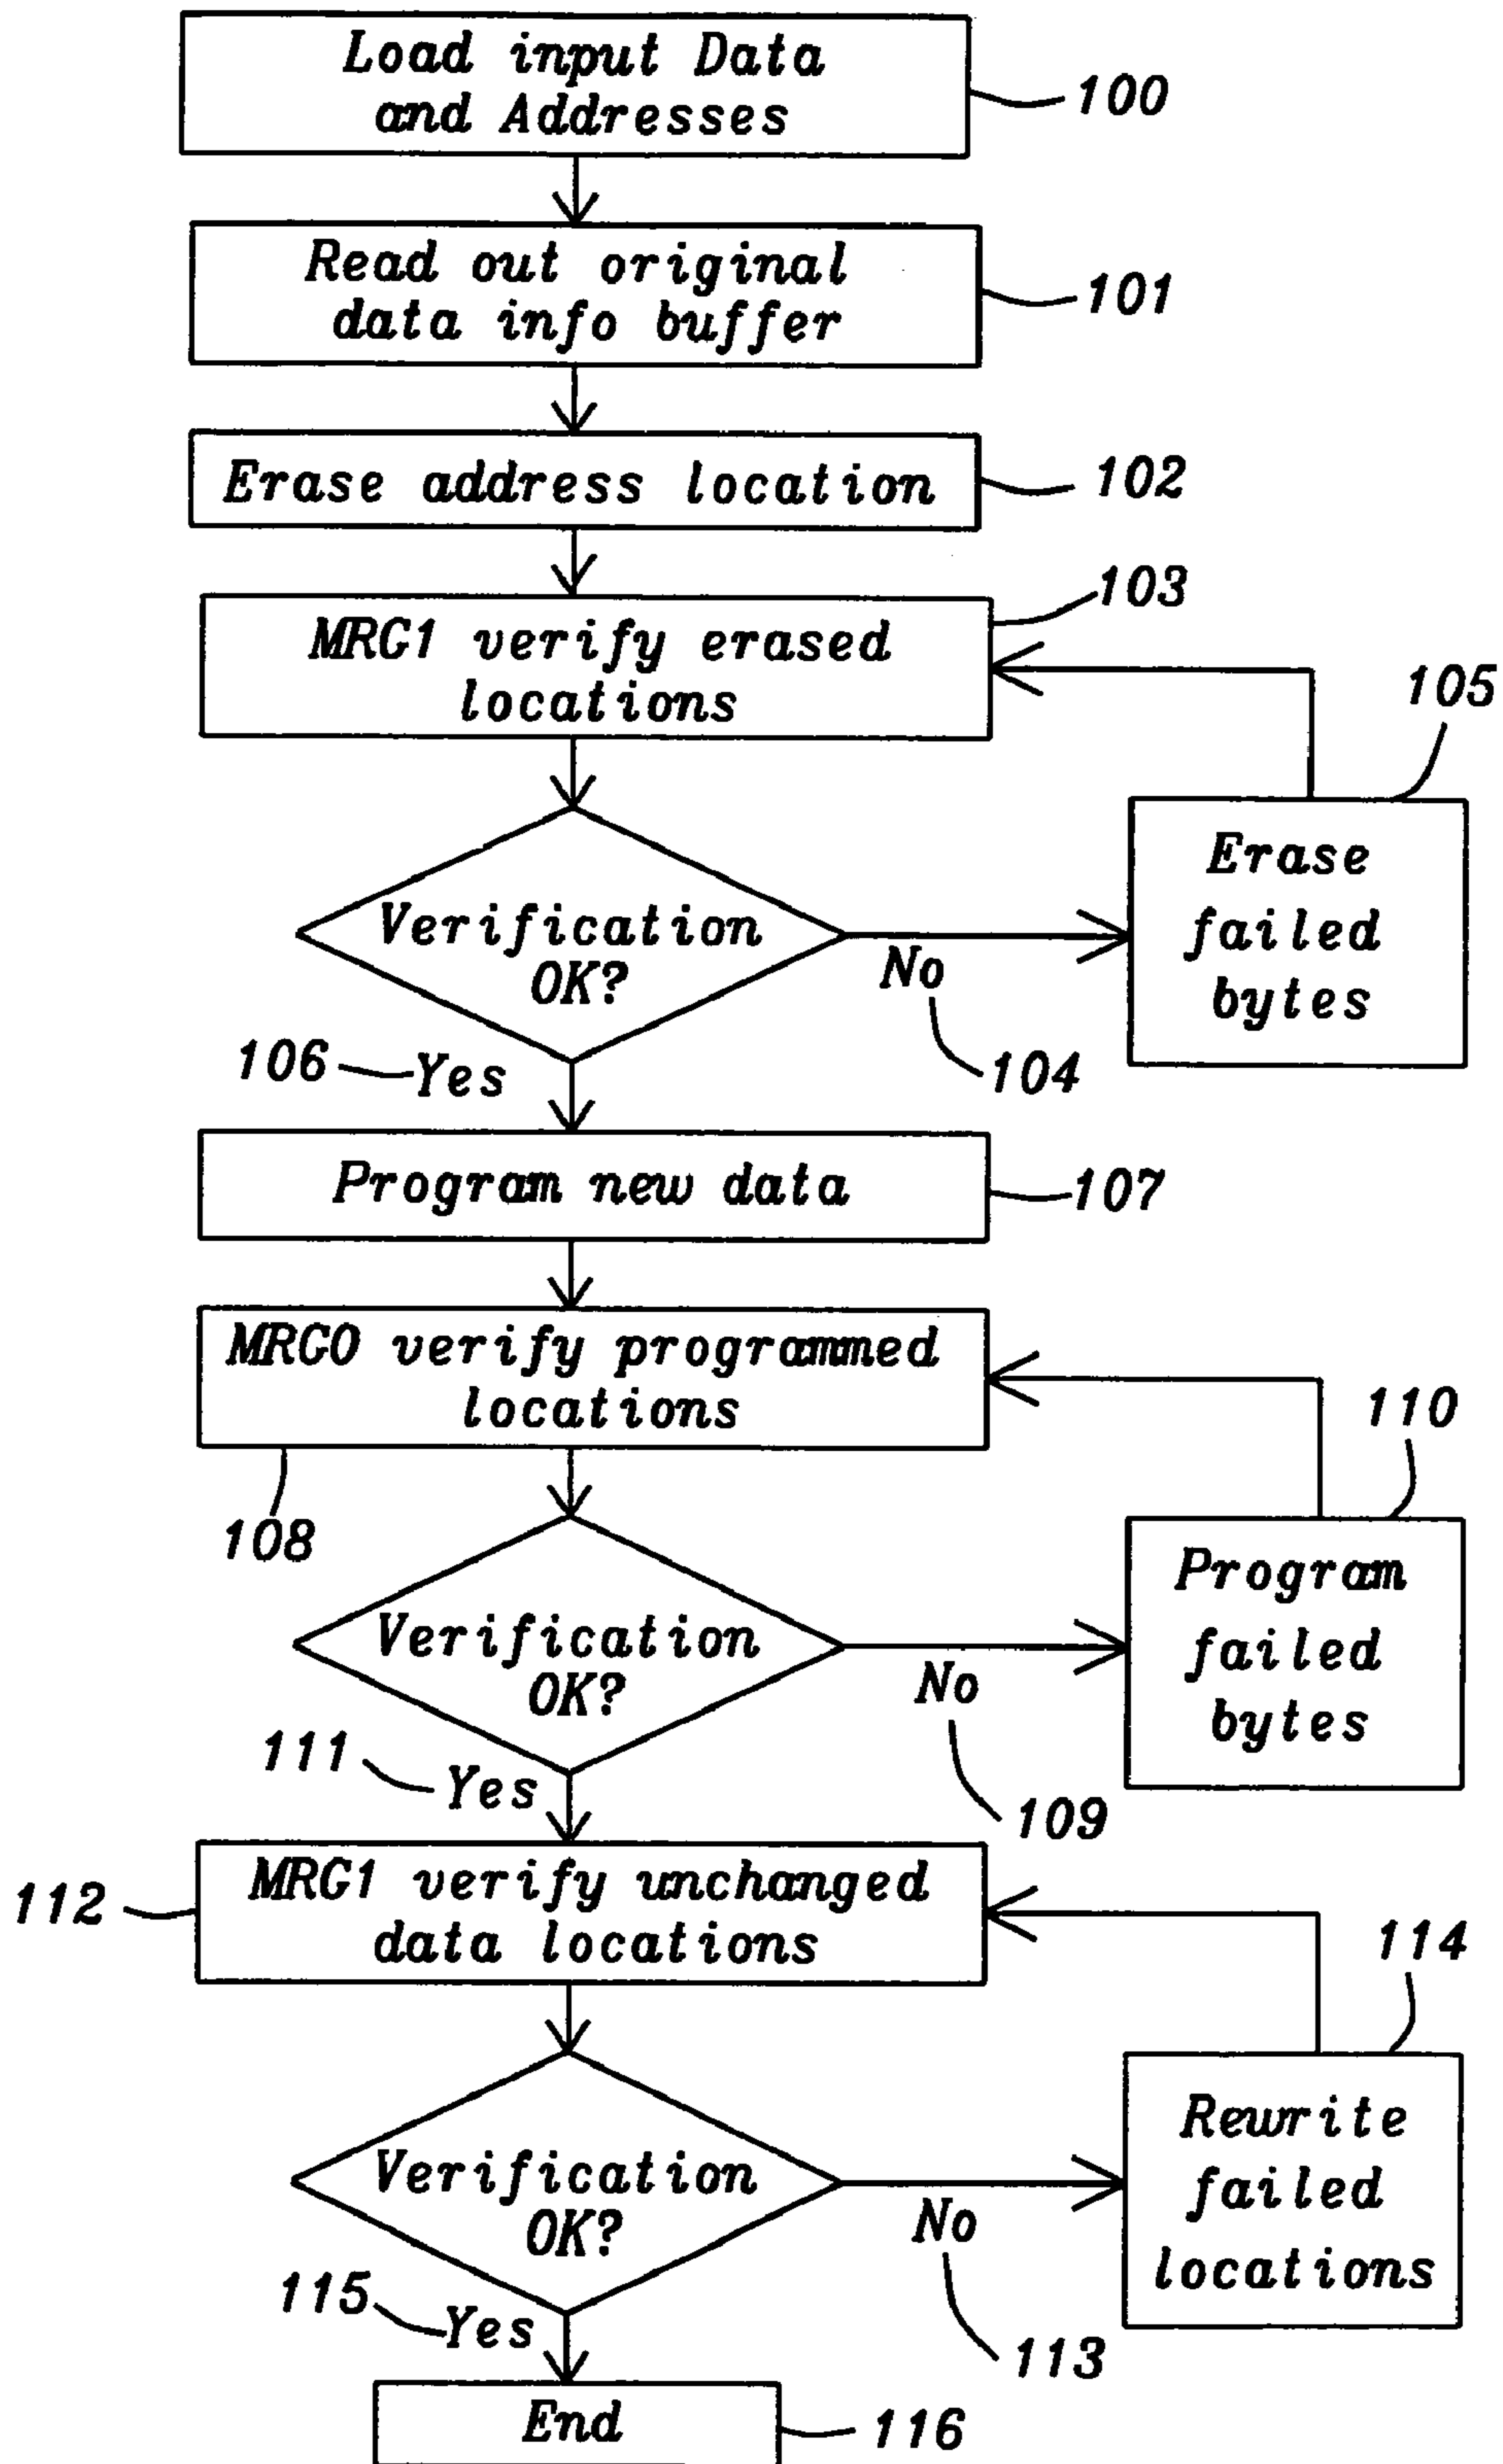 Load input Data
and Addresses
100
Read out original
data info buffer
101
Erase address location
102
103
MRG1 verify erased
locations
105
Erase
failed
bytes
Verification
OK?
No
104
106
Yes
Program new data
107
MRG0 verify programmed
locations
108
110
Program
failed
bytes
Verification
OK?
No
109
111
Yes
MRG1 verify unchanged
data locations
112
114
Rewrite
failed
locations
Verification
OK?
No
113
115
Yes
End
116